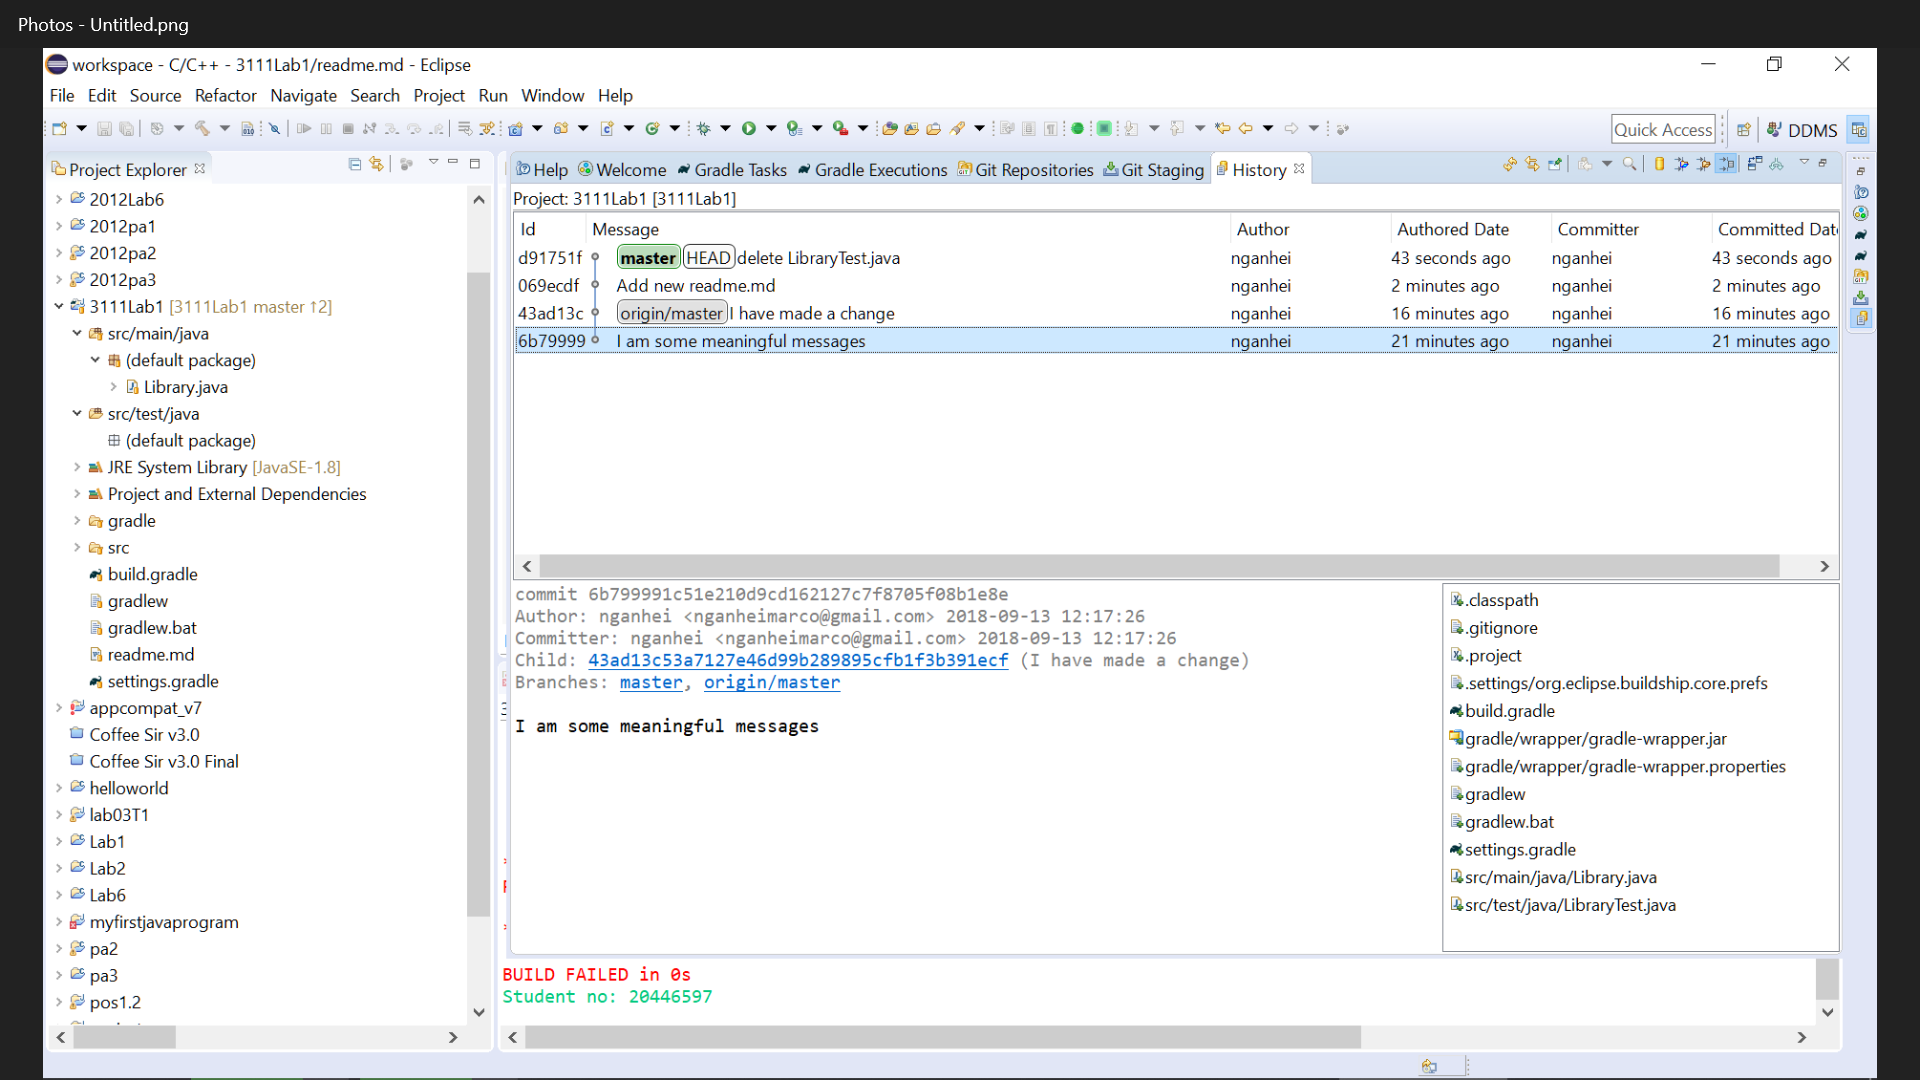 Photos - Untitled.png
workspace - C/C++ - 3111Lab1/readme.md - Eclipse
File Edit Source Refactor Navigate Search Project Run Window Help
Quick Access
DDMS
Project Explorer
2012Lab6
2012pa1
2012pa2
2012pa3
3111Lab1 [3111Lab1 master ↑2]
src/main/java
(default package)
Library.java
src/test/java
(default package)
JRE System Library [JavaSE-1.8]
Project and External Dependencies
gradle
src
build.gradle
gradlew
gradlew.bat
readme.md
settings.gradle
appcompat_v7
Coffee Sir v3.0
Coffee Sir v3.0 Final
helloworld
lab03T1
Lab1
Lab2
Lab6
myfirstjavaprogram
pa2
pa3
pos1.2
Help Welcome Gradle Tasks Gradle Executions Git Repositories Git Staging History
Project: 3111Lab1 [3111Lab1]
Id Message Author Authored Date Committer Committed Dat
d91751f master HEAD delete LibraryTest.java nganhei 43 seconds ago nganhei 43 seconds ago
069ecdf Add new readme.md nganhei 2 minutes ago nganhei 2 minutes ago
43ad13c origin/master I have made a change nganhei 16 minutes ago nganhei 16 minutes ago
6b79999 I am some meaningful messages nganhei 21 minutes ago nganhei 21 minutes ago
commit 6b799991c51e210d9cd162127c7f8705f08b1e8e
Author: nganhei <nganheimarco@gmail.com> 2018-09-13 12:17:26
Committer: nganhei <nganheimarco@gmail.com> 2018-09-13 12:17:26
Child: 43ad13c53a7127e46d99b289895cfb1f3b391ecf (I have made a change)
Branches: master, origin/master
I am some meaningful messages
.classpath
.gitignore
.project
.settings/org.eclipse.buildship.core.prefs
build.gradle
gradle/wrapper/gradle-wrapper.jar
gradle/wrapper/gradle-wrapper.properties
gradlew
gradlew.bat
settings.gradle
src/main/java/Library.java
src/test/java/LibraryTest.java
BUILD FAILED in 0s
Student no: 20446597